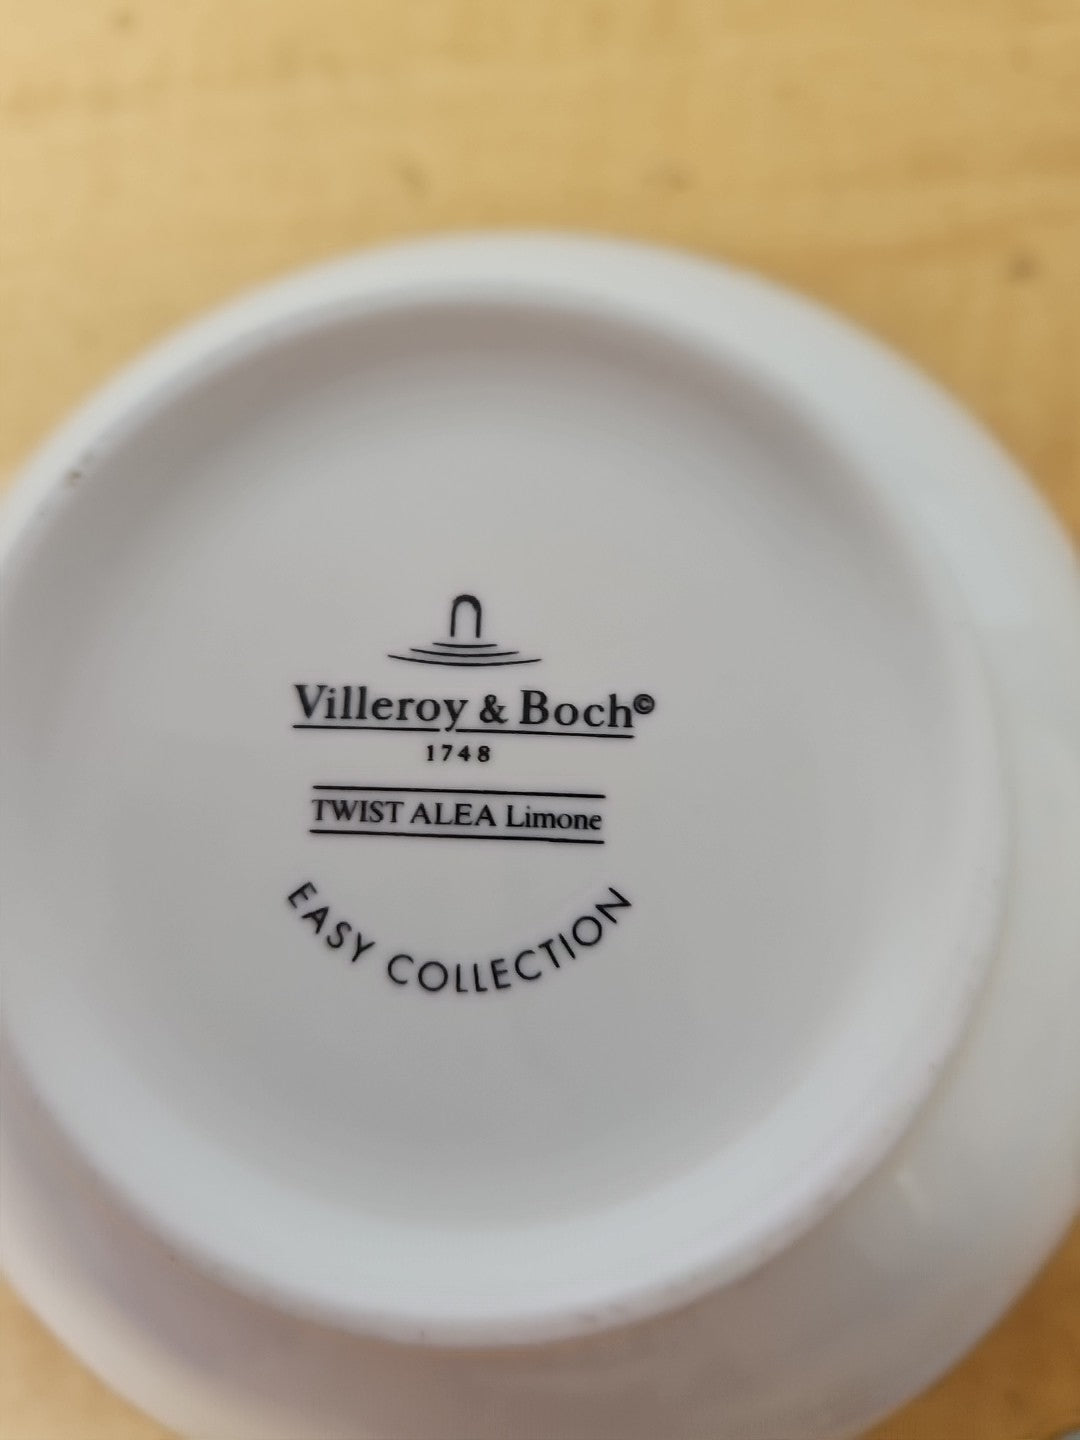 Villeroy & Boch©
1748
TWIST ALEA Limone
EASY COLLECTION